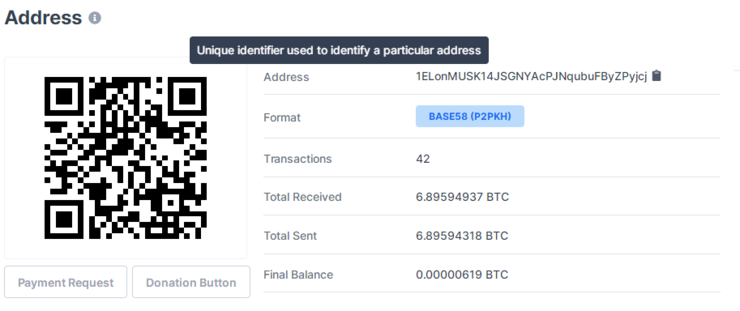 Address
Unique identifier used to identify a particular address
Address 1ELonMUSK14JSGNYAcPJNqubuFByZPyjcj
Format BASE58 (P2PKH)
Transactions 42
Total Received 6.89594937 BTC
Total Sent 6.89594318 BTC
Final Balance 0.00000619 BTC
Payment Request Donation Button